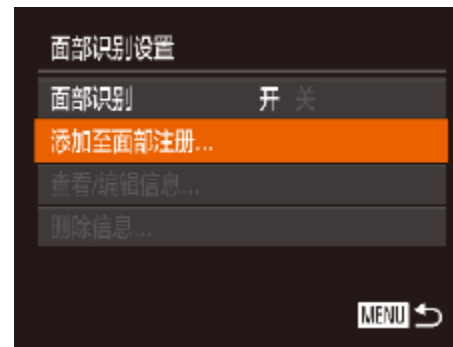 面部识别设置
面部识别 开 关
添加至面部注册...
查看/编辑信息...
删除信息...
MENU